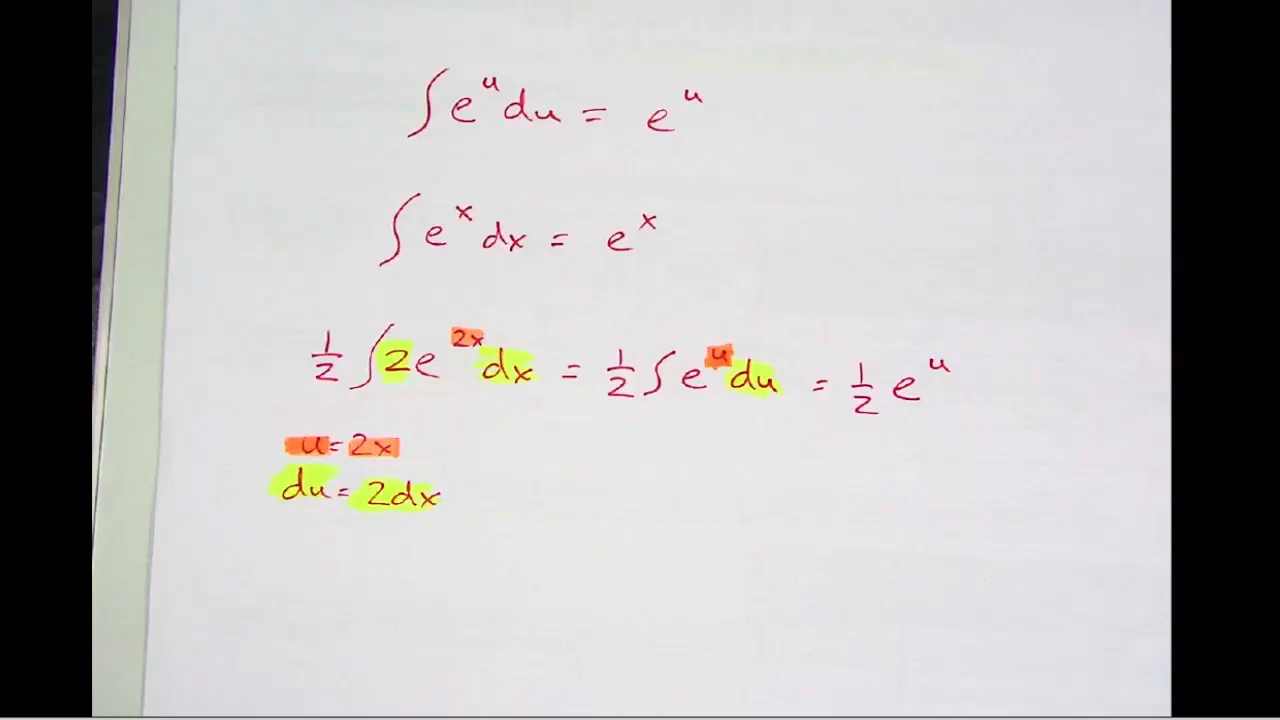 ∫e^u du = e^u
∫e^x dx = e^x
1/2 ∫2e^2x dx = 1/2 ∫e^u du = 1/2 e^u
u = 2x
du = 2dx